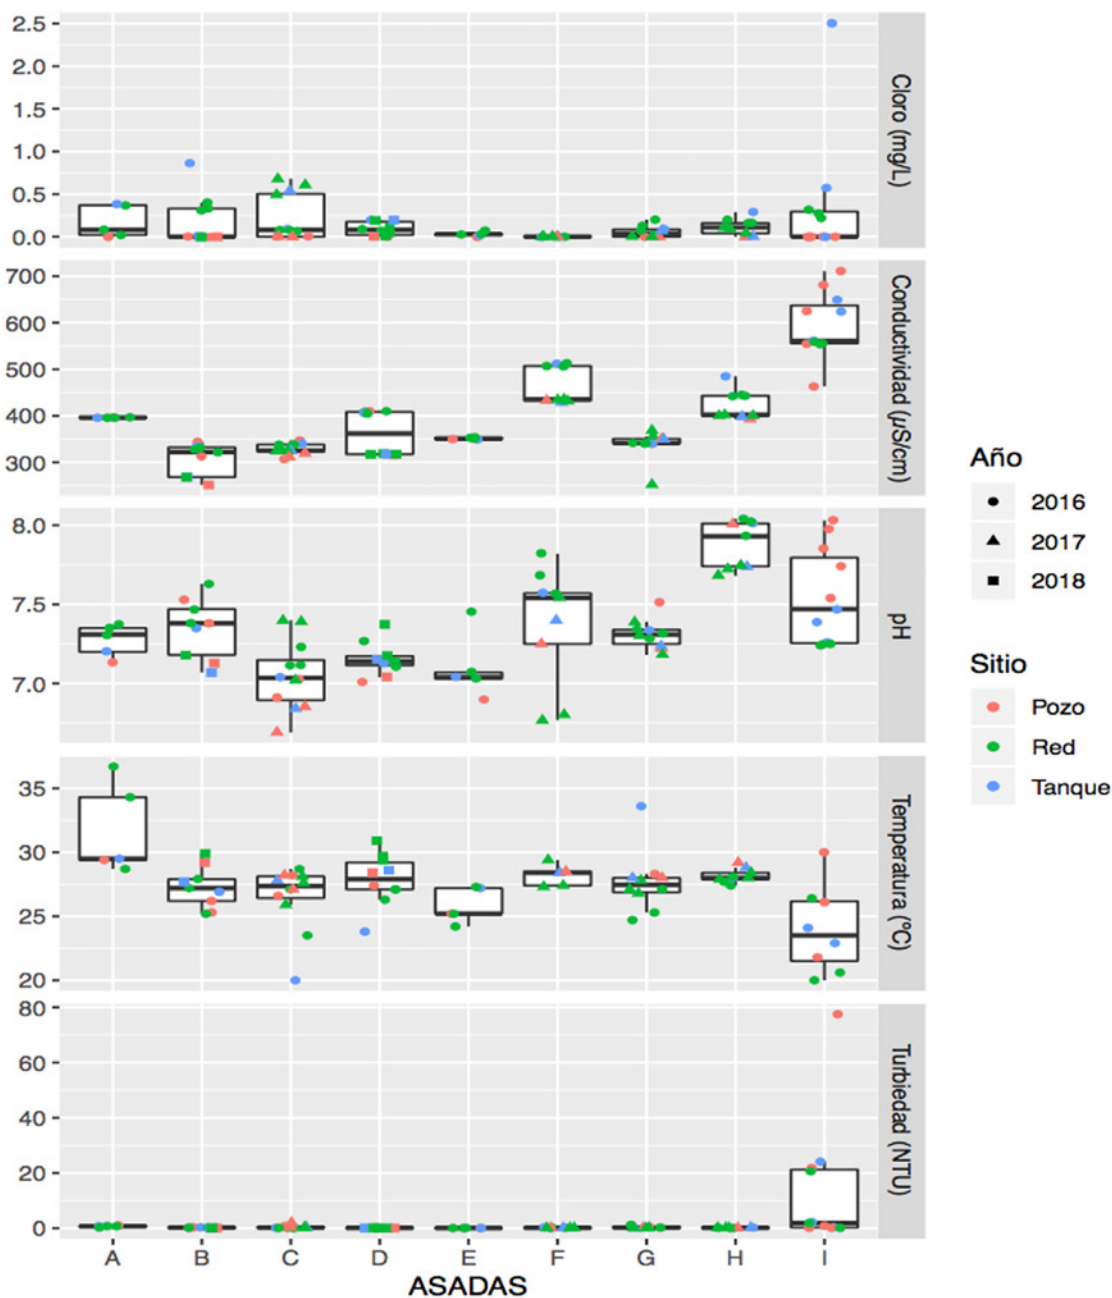 2.5
2.0
1.5
1.0
0.5
0.0
Cloro (mg/L)
700
600
500
400
300
Conductividad (µS/cm)
8.0
7.5
7.0
pH
35
30
25
20
Temperatura (ºC)
80
60
40
20
0
Turbiedad (NTU)
A B C D E F G H I
ASADAS
Año
2016
2017
2018
Sitio
Pozo
Red
Tanque